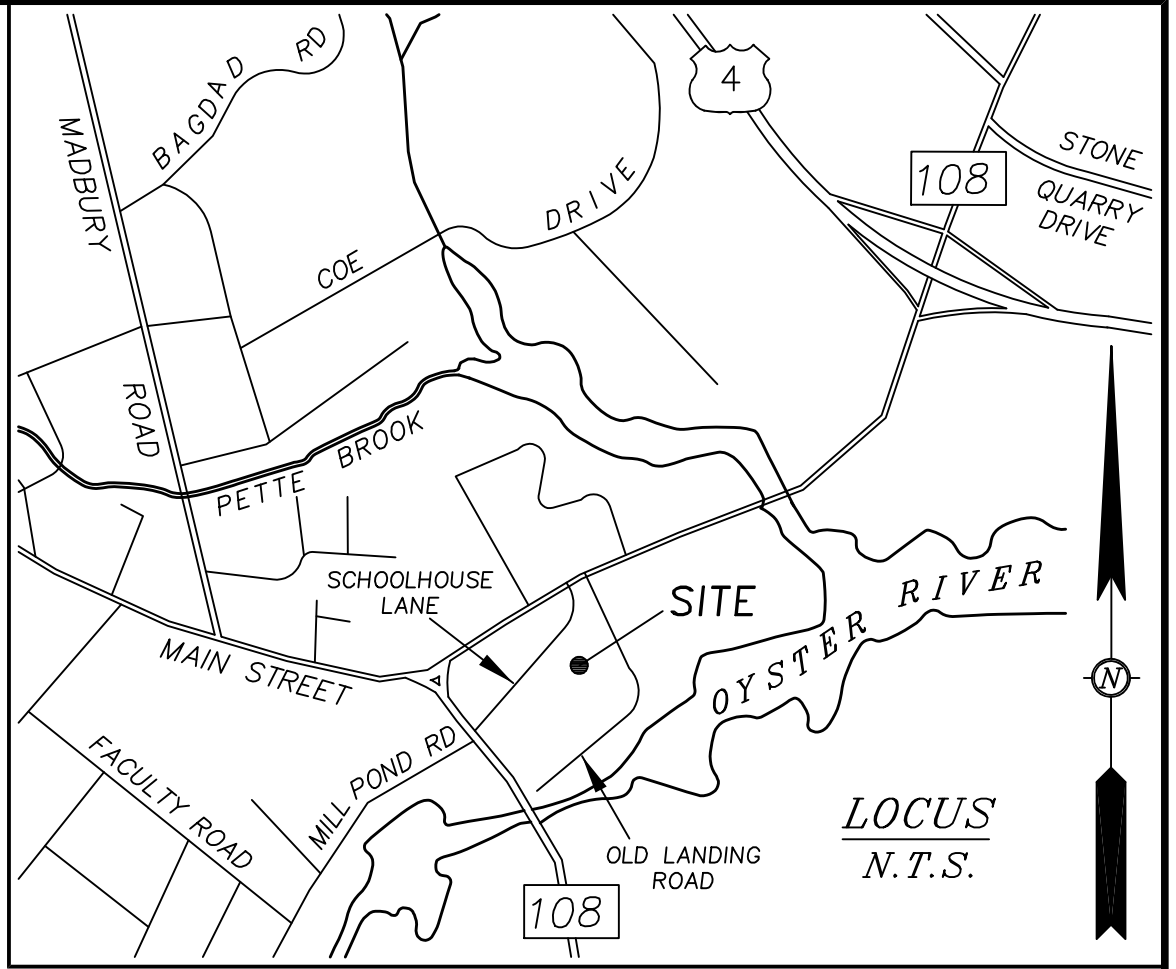 BAGDAD RD
4
MADBURY
ROAD
108
STONE
QUARRY
DRIVE
COE
DRIVE
PETTE BROOK
SCHOOLHOUSE
LANE
SITE
OYSTER RIVER
MAIN STREET
N
FACULTY ROAD
MILL POND RD
LOCUS
N.T.S.
OLD LANDING
ROAD
108